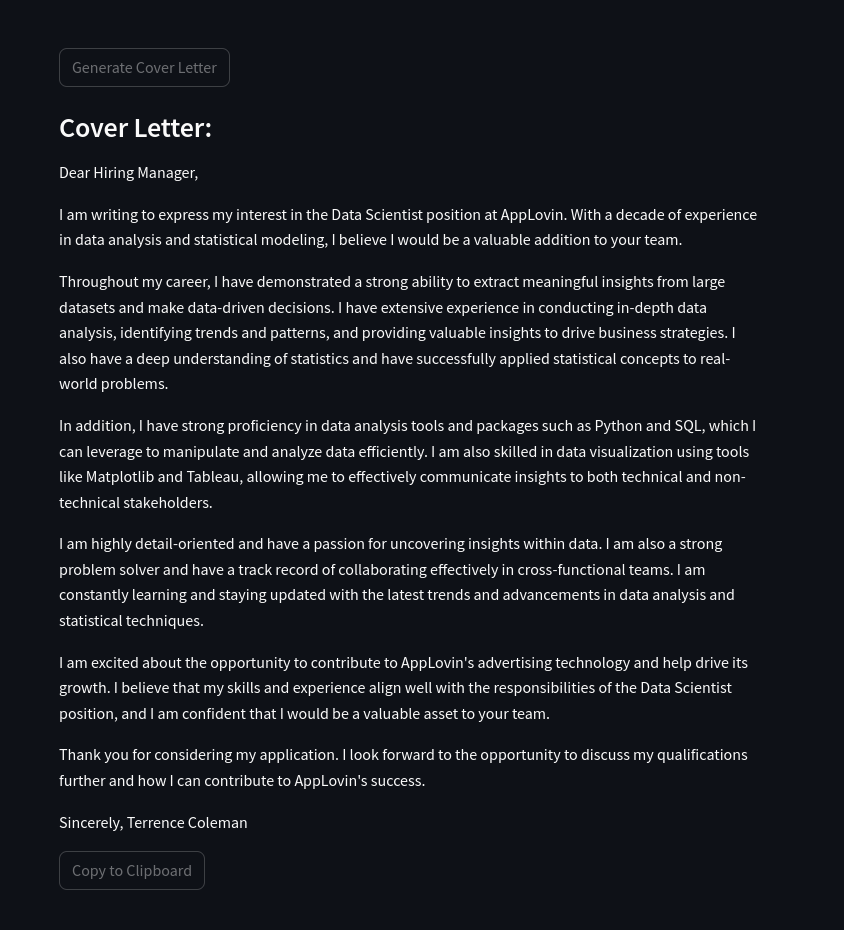 Generate Cover Letter
Cover Letter:
Dear Hiring Manager,
I am writing to express my interest in the Data Scientist position at AppLovin. With a decade of experience
in data analysis and statistical modeling, I believe I would be a valuable addition to your team.
Throughout my career, I have demonstrated a strong ability to extract meaningful insights from large
datasets and make data-driven decisions. I have extensive experience in conducting in-depth data
analysis, identifying trends and patterns, and providing valuable insights to drive business strategies. I
also have a deep understanding of statistics and have successfully applied statistical concepts to real-
world problems.
In addition, I have strong proficiency in data analysis tools and packages such as Python and SQL, which I
can leverage to manipulate and analyze data efficiently. I am also skilled in data visualization using tools
like Matplotlib and Tableau, allowing me to effectively communicate insights to both technical and non-
technical stakeholders.
I am highly detail-oriented and have a passion for uncovering insights within data. I am also a strong
problem solver and have a track record of collaborating effectively in cross-functional teams. I am
constantly learning and staying updated with the latest trends and advancements in data analysis and
statistical techniques.
I am excited about the opportunity to contribute to AppLovin's advertising technology and help drive its
growth. I believe that my skills and experience align well with the responsibilities of the Data Scientist
position, and I am confident that I would be a valuable asset to your team.
Thank you for considering my application. I look forward to the opportunity to discuss my qualifications
further and how I can contribute to AppLovin's success.
Sincerely, Terrence Coleman
Copy to Clipboard